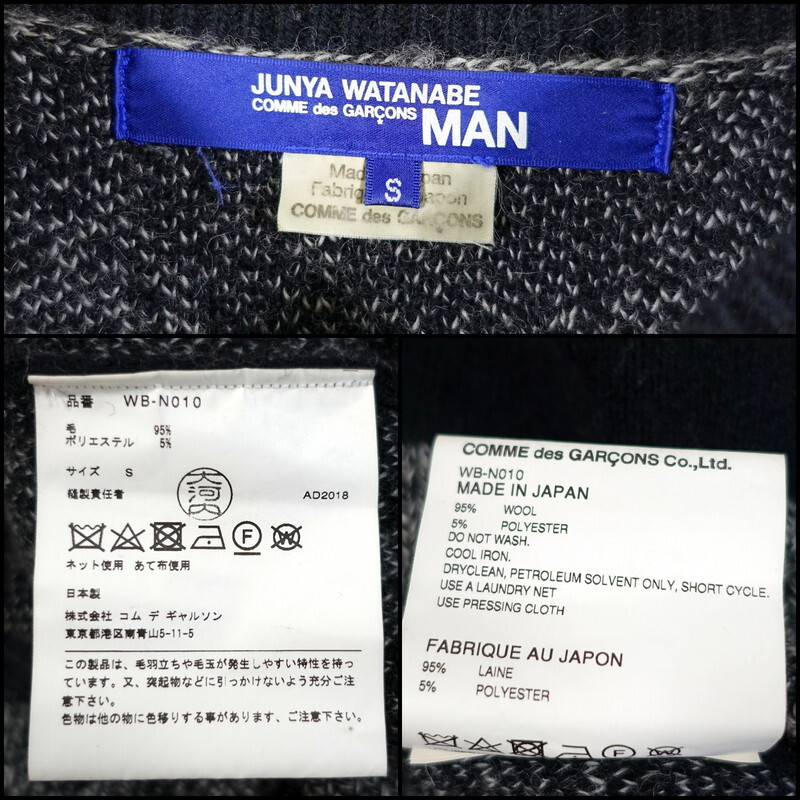 JUNYA WATANABE
COMME des GARÇONS MAN
S
COMME des GARÇONS
品番 WB-N010
毛 95%
ポリエステル 5%
サイズ S
縫製責任者 大河内 AD2018
F W
ネット使用 あて布使用
日本製
株式会社 コム デ ギャルソン
東京都港区南青山5-11-5
この製品は、毛羽立ちや毛玉が発生しやすい特性を持っ
ています。又、突起物などに引っかけないよう充分ご注
意下さい。
色物は他の物に色移りする事があります、ご注意下さい。
COMME des GARÇONS Co.,Ltd.
WB-N010
MADE IN JAPAN
95% WOOL
5% POLYESTER
DO NOT WASH.
COOL IRON.
DRYCLEAN, PETROLEUM SOLVENT ONLY, SHORT CYCLE.
USE A LAUNDRY NET
USE PRESSING CLOTH
FABRIQUE AU JAPON
95% LAINE
5% POLYESTER